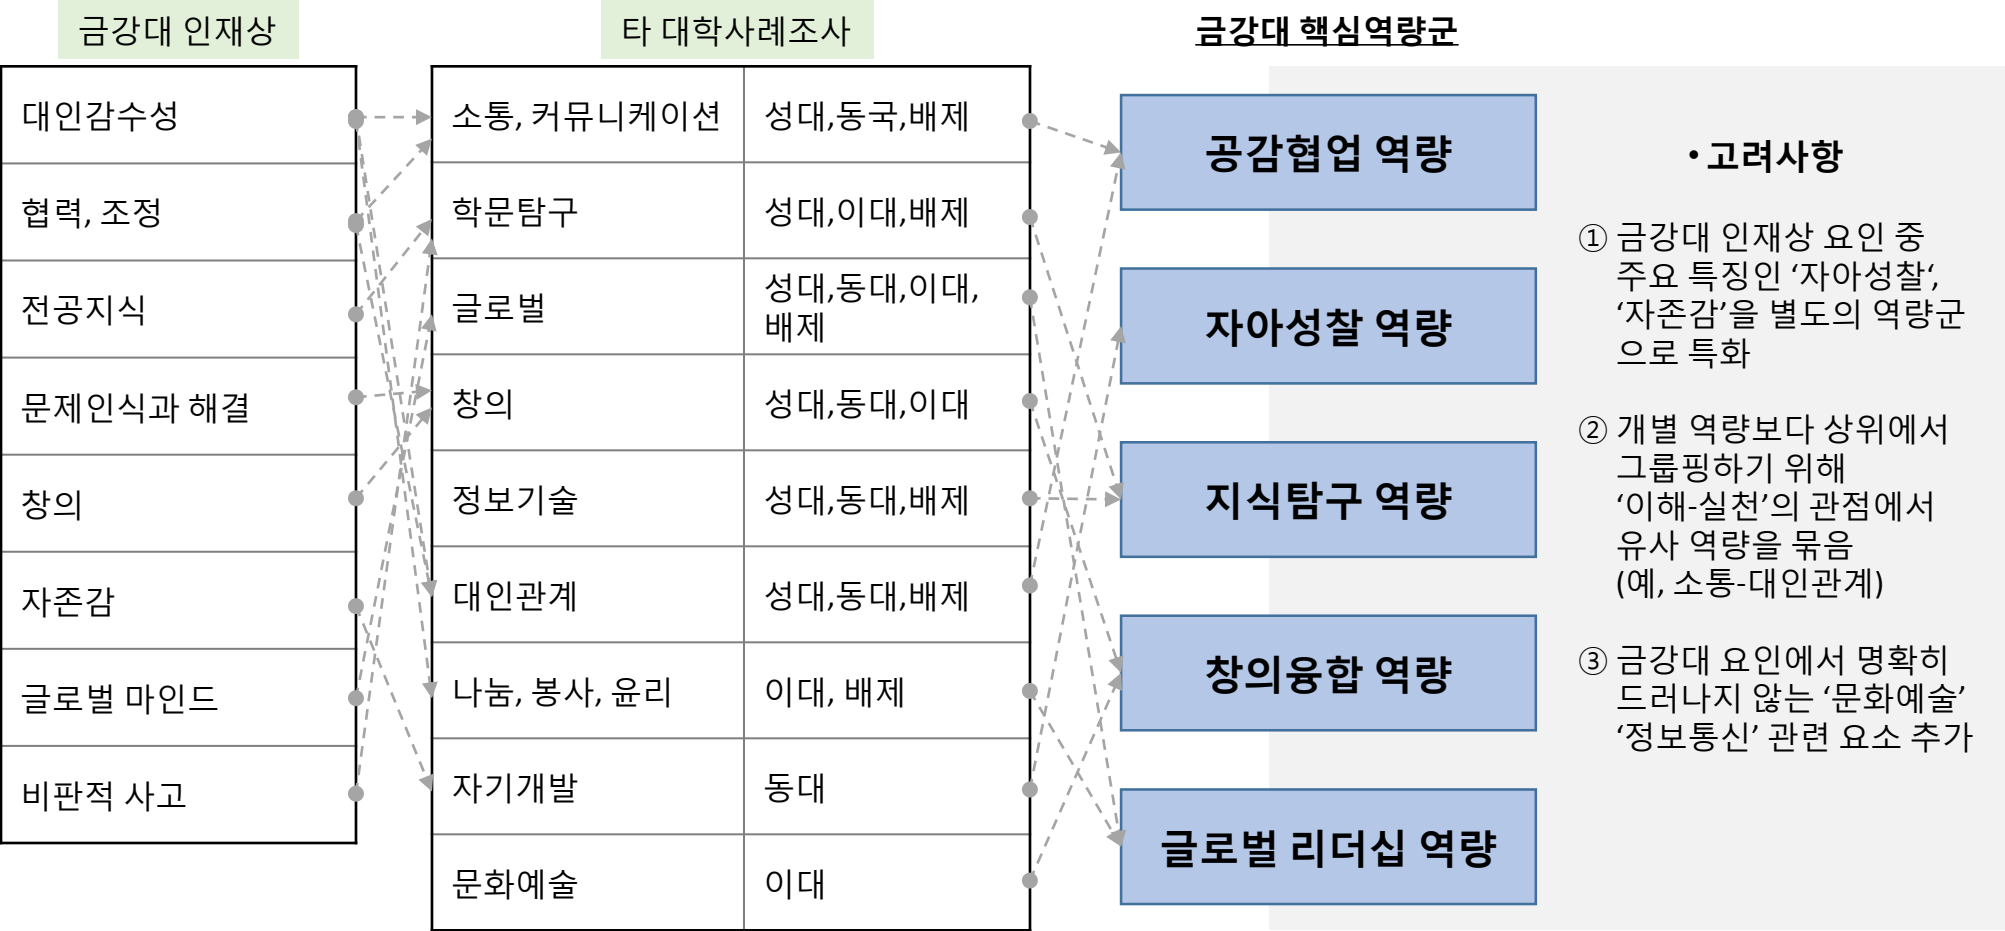 금강대 인재상
타 대학사례조사
금강대 핵심역량군
대인감수성
협력, 조정
전공지식
문제인식과 해결
창의
자존감
글로벌 마인드
비판적 사고
소통, 커뮤니케이션
성대,동국,배제
학문탐구
성대,이대,배제
글로벌
성대,동대,이대,
배제
창의
성대,동대,이대
정보기술
성대,동대,배제
대인관계
성대,동대,배제
나눔, 봉사, 윤리
이대, 배제
자기개발
동대
문화예술
이대
공감협업 역량
자아성찰 역량
지식탐구 역량
창의융합 역량
글로벌 리더십 역량
• 고려사항
① 금강대 인재상 요인 중
주요 특징인 ‘자아성찰‘,
‘자존감’을 별도의 역량군
으로 특화
② 개별 역량보다 상위에서
그룹핑하기 위해
‘이해-실천’의 관점에서
유사 역량을 묶음
(예, 소통-대인관계)
③ 금강대 요인에서 명확히
드러나지 않는 ‘문화예술’
‘정보통신’ 관련 요소 추가